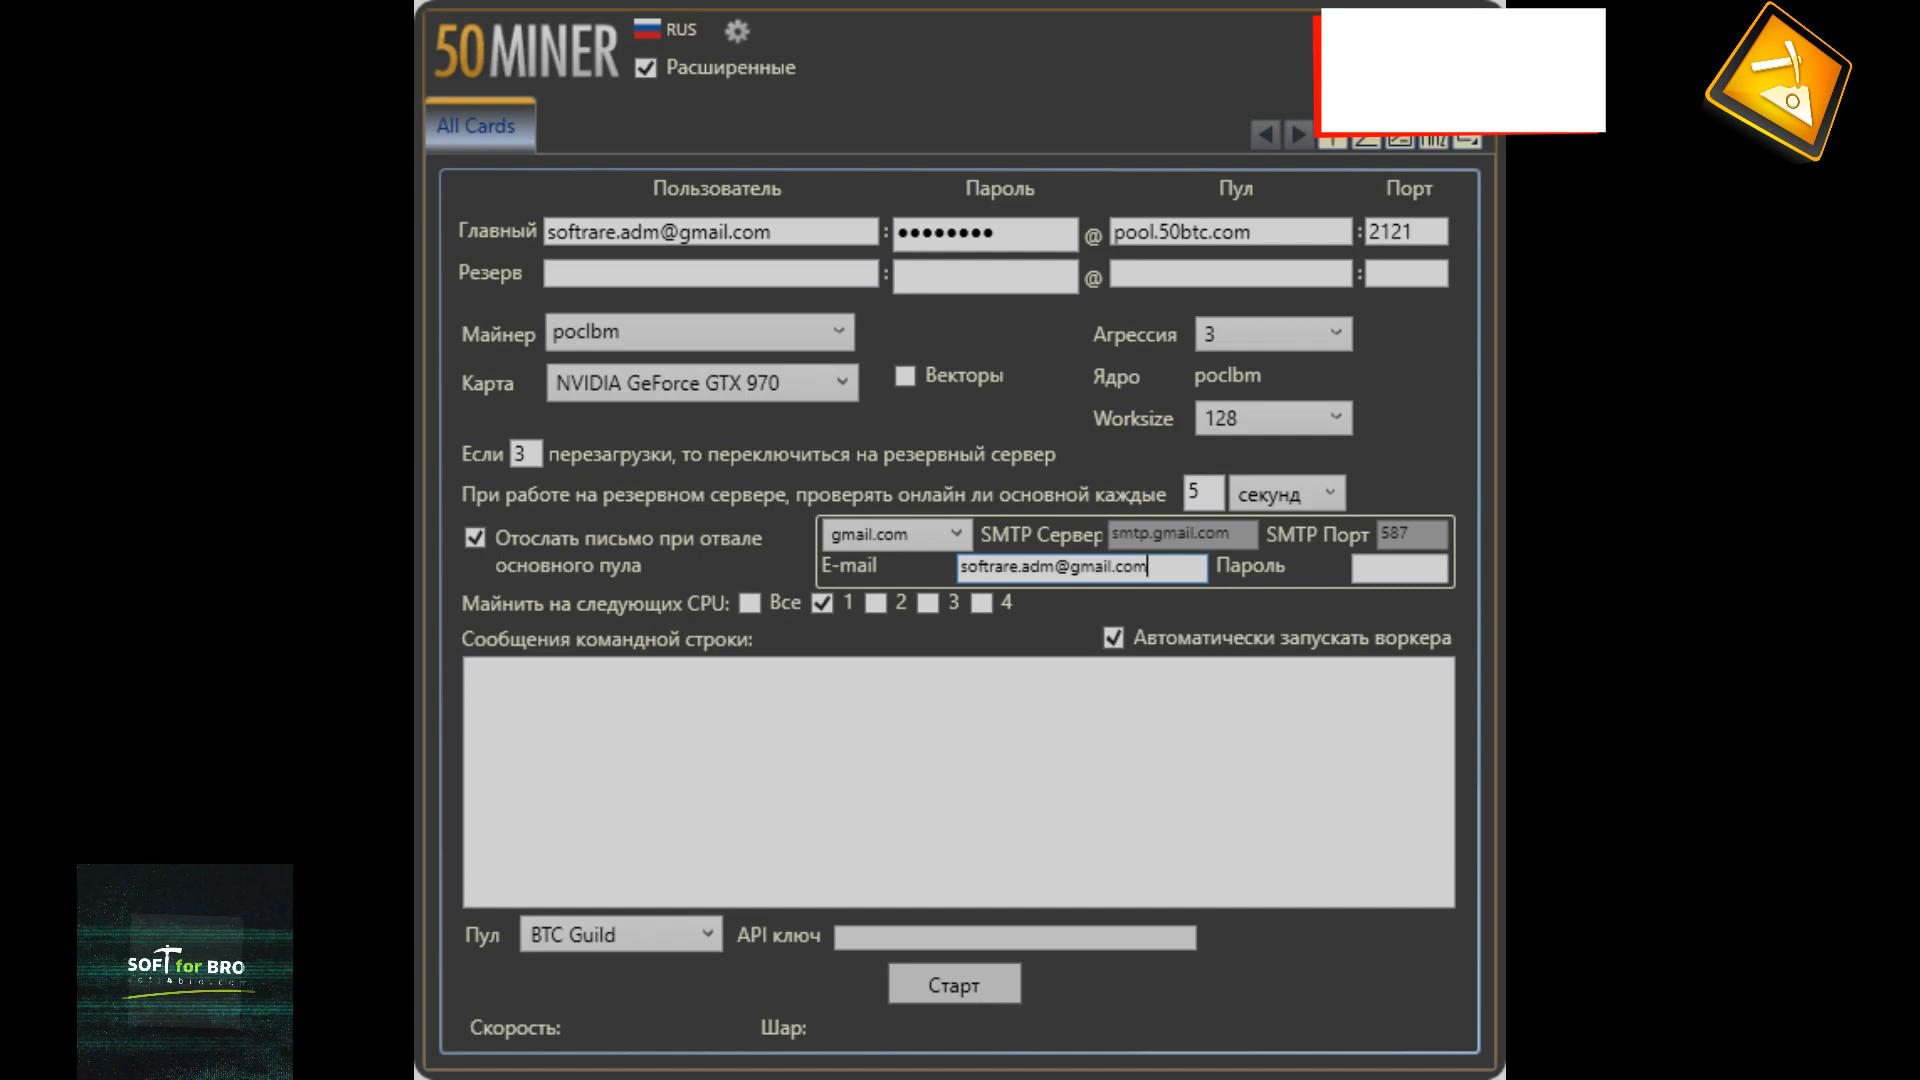 50MINER
RUS
Расширенные
All Cards
Пользователь Пароль Пул Порт
Главный softrare.adm@gmail.com : ●●●●●●●● @ pool.50btc.com : 2121
Резерв : @ :
Майнер poclbm Агрессия 3
Карта NVIDIA GeForce GTX 970 Векторы Ядро poclbm
Worksize 128
Если 3 перезагрузки, то переключиться на резервный сервер
При работе на резервном сервере, проверять онлайн ли основной каждые 5 секунд
Отослать письмо при отвале основного пула
gmail.com SMTP Сервер smtp.gmail.com SMTP Порт 587
E-mail softrare.adm@gmail.com Пароль
Майнить на следующих CPU: Все 1 2 3 4
Сообщения командной строки: Автоматически запускать воркера
Пул BTC Guild API ключ
Старт
Скорость: Шар:
SOFT for BRO
soft4bro.com